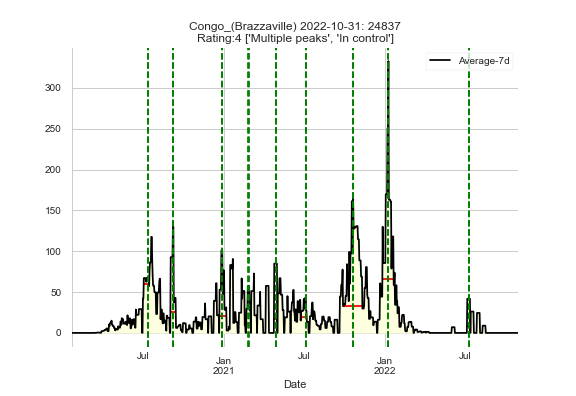 Congo_(Brazzaville) 2022-10-31: 24837
Rating:4 ['Multiple peaks', 'In control']
Average-7d
300
250
200
150
100
50
0
Jul
Jan
2021
Jul
Jan
2022
Jul
Date